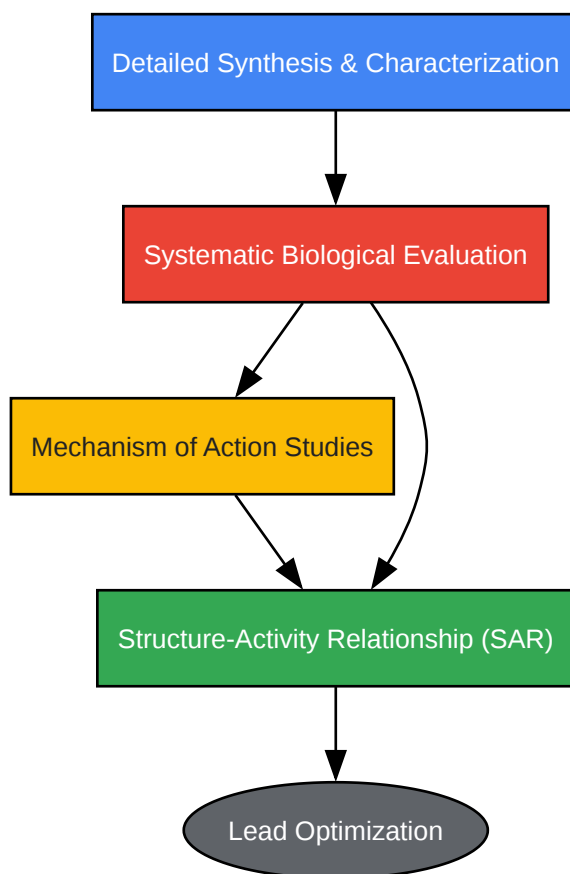 Detailed Synthesis & Characterization
Systematic Biological Evaluation
Mechanism of Action Studies
Structure-Activity Relationship (SAR)
Lead Optimization